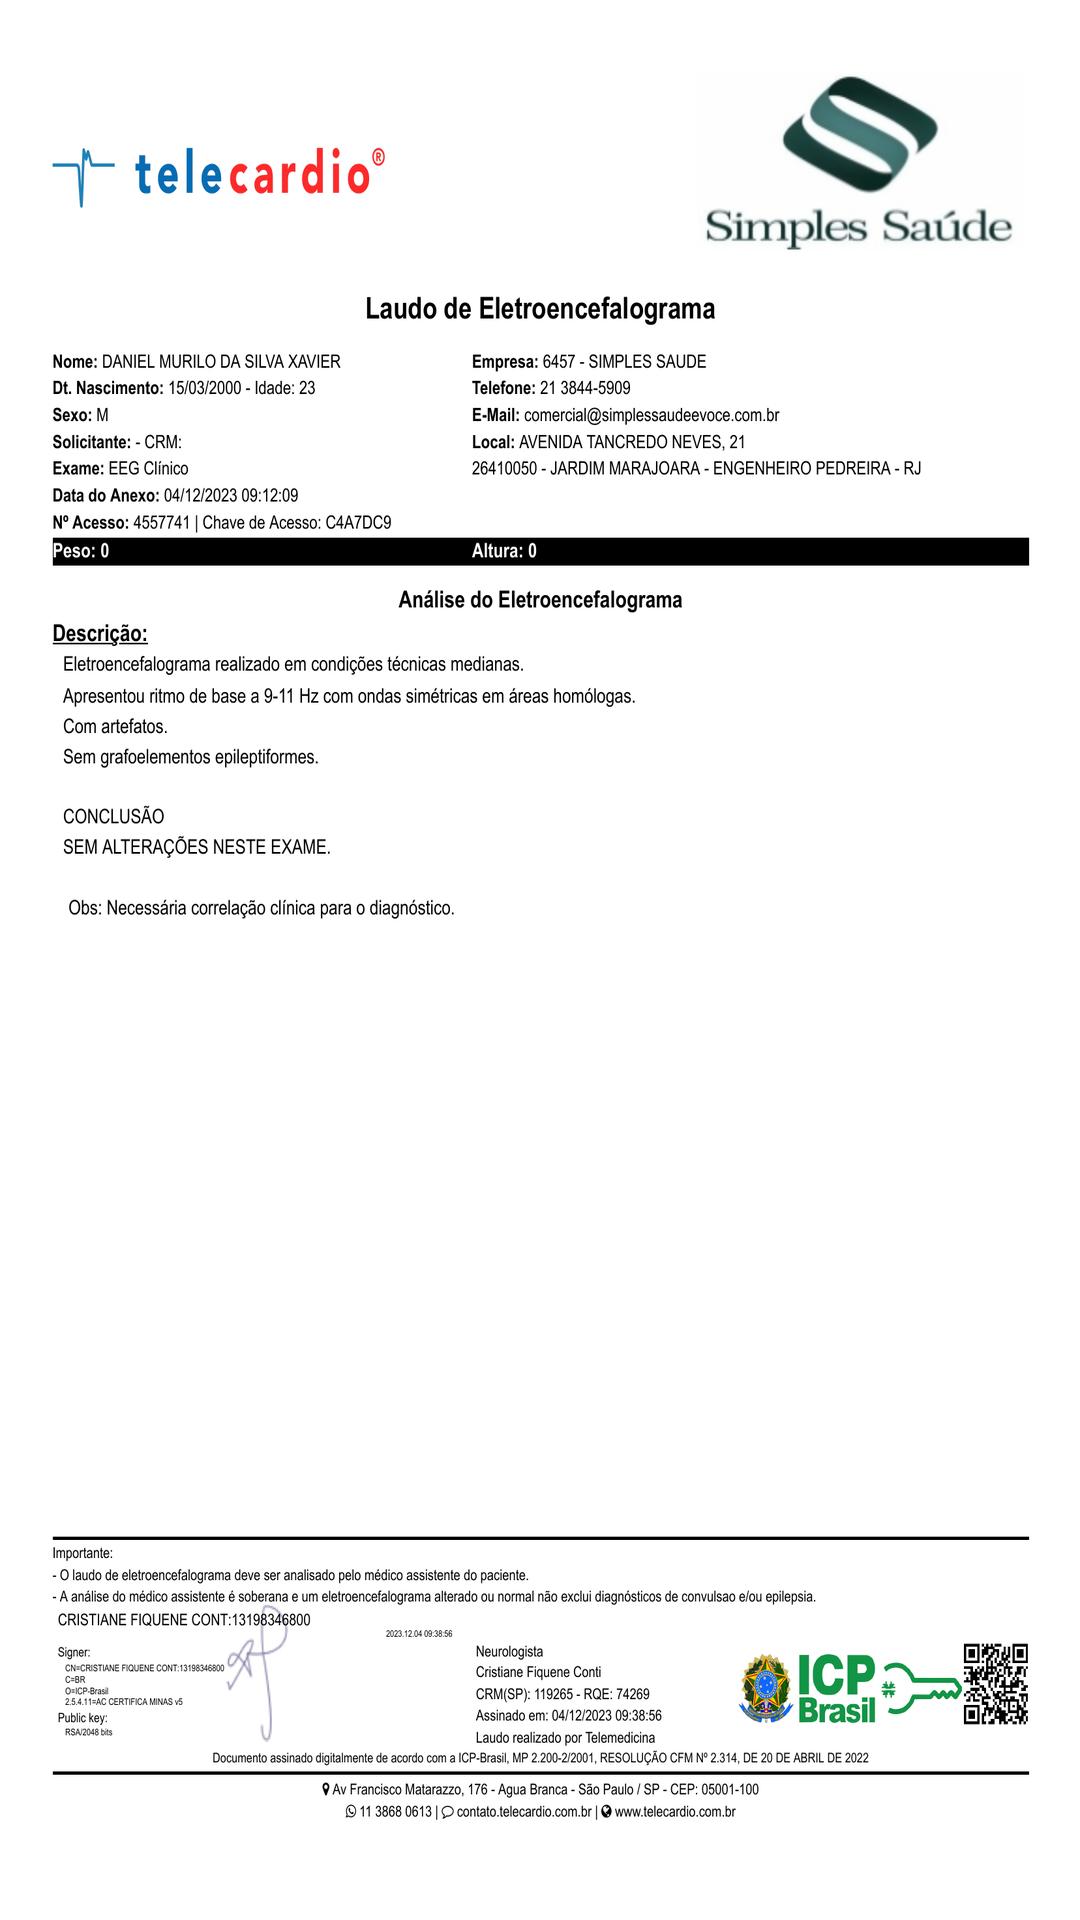 telecardio®
Simples Saúde
Laudo de Eletroencefalograma
Nome: DANIEL MURILO DA SILVA XAVIER
Dt. Nascimento: 15/03/2000 - Idade: 23
Sexo: M
Solicitante: - CRM:
Exame: EEG Clínico
Data do Anexo: 04/12/2023 09:12:09
Nº Acesso: 4557741 | Chave de Acesso: C4A7DC9
Empresa: 6457 - SIMPLES SAUDE
Telefone: 21 3844-5909
E-Mail: comercial@simplessaudeevoce.com.br
Local: AVENIDA TANCREDO NEVES, 21
26410050 - JARDIM MARAJOARA - ENGENHEIRO PEDREIRA - RJ
Peso: 0 Altura: 0
Análise do Eletroencefalograma
Descrição:
Eletroencefalograma realizado em condições técnicas medianas.
Apresentou ritmo de base a 9-11 Hz com ondas simétricas em áreas homólogas.
Com artefatos.
Sem grafoelementos epileptiformes.
CONCLUSÃO
SEM ALTERAÇÕES NESTE EXAME.
Obs: Necessária correlação clínica para o diagnóstico.
Importante:
- O laudo de eletroencefalograma deve ser analisado pelo médico assistente do paciente.
- A análise do médico assistente é soberana e um eletroencefalograma alterado ou normal não exclui diagnósticos de convulsao e/ou epilepsia.
CRISTIANE FIQUENE CONT:13198346800
2023.12.04 09:38:56
Signer:
CN=CRISTIANE FIQUENE CONT:13198346800
C=BR
O=ICP-Brasil
2.5.4.11=AC CERTIFICA MINAS v5
Public key:
RSA/2048 bits
Neurologista
Cristiane Fiquene Conti
CRM(SP): 119265 - RQE: 74269
Assinado em: 04/12/2023 09:38:56
Laudo realizado por Telemedicina
ICP
Brasil
Documento assinado digitalmente de acordo com a ICP-Brasil, MP 2.200-2/2001, RESOLUÇÃO CFM Nº 2.314, DE 20 DE ABRIL DE 2022
Av Francisco Matarazzo, 176 - Agua Branca - São Paulo / SP - CEP: 05001-100
11 3868 0613 | contato.telecardio.com.br | www.telecardio.com.br